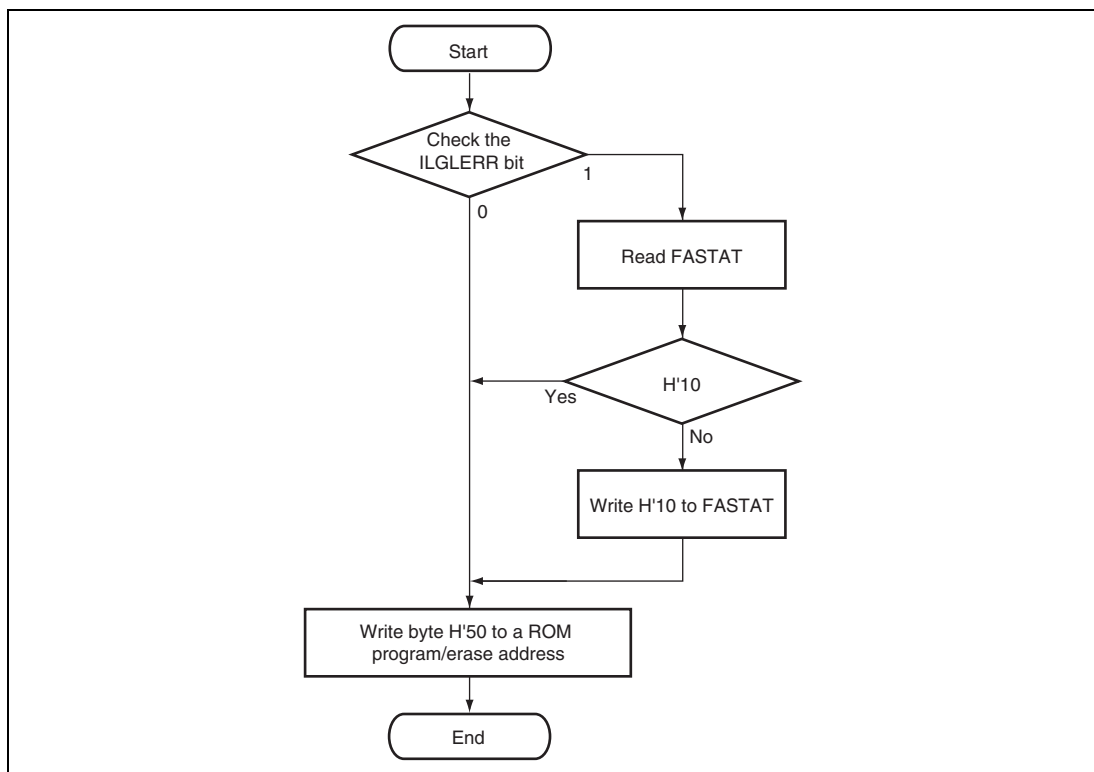 Start
Check the
ILGLERR bit
1
0
Read FASTAT
H'10
Yes
No
Write H'10 to FASTAT
Write byte H'50 to a ROM
program/erase address
End